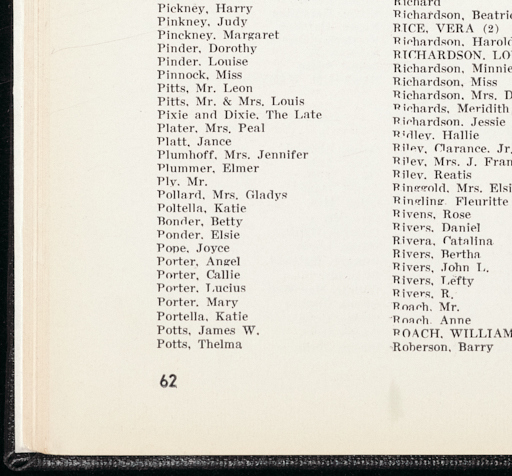 Pickney, Harry
Pinkney, Judy
Pinckney. Margaret
Pinder, Dorothy
Pinder. Louise
Pinnock, Miss
Pitts, Mr. Leon
Pitts, Mr. & Mrs. Louis
Pixie and Dixie. The Late
Plater, Mrs. Peal
Platt, Jance
Plumhoff, Mrs. Jennifer
Plummer, Elmer
Ply. Mr.
Pollard, Mrs. Gladys
Poltella, Katie
Bonder, Betty
Ponder. Elsie
Pope, Joyce
Porter, Angel
Porter, Callie
Porter. Lucius
Porter. Mary
Portella, Katie
Potts, James W.
Potts, Thelma
62
Richard
Richardson, Beatric
RICE, VERA (2)
Richardson, Harold
RICHARDSON. LO
Richardson, Minnie
Richardson, Miss
Richardson, Mrs. D
Richards, Meridith
Richardson. Jessie
Ridley. Hallie
Riley, Clarance. Jr.
Riley, Mrs. J. Fran
Riley. Reatis
Ringgold, Mrs. Elsi
Ringling. Fleuritte
Rivens, Rose
Rivers. Daniel
Rivera, Catalina
Rivers. Bertha
Rivers, John L.
Rivers, Lefty
Rivers. R.
Roach. Mr.
Roach. Anne
ROACH. WILLIAM
Roberson, Barry